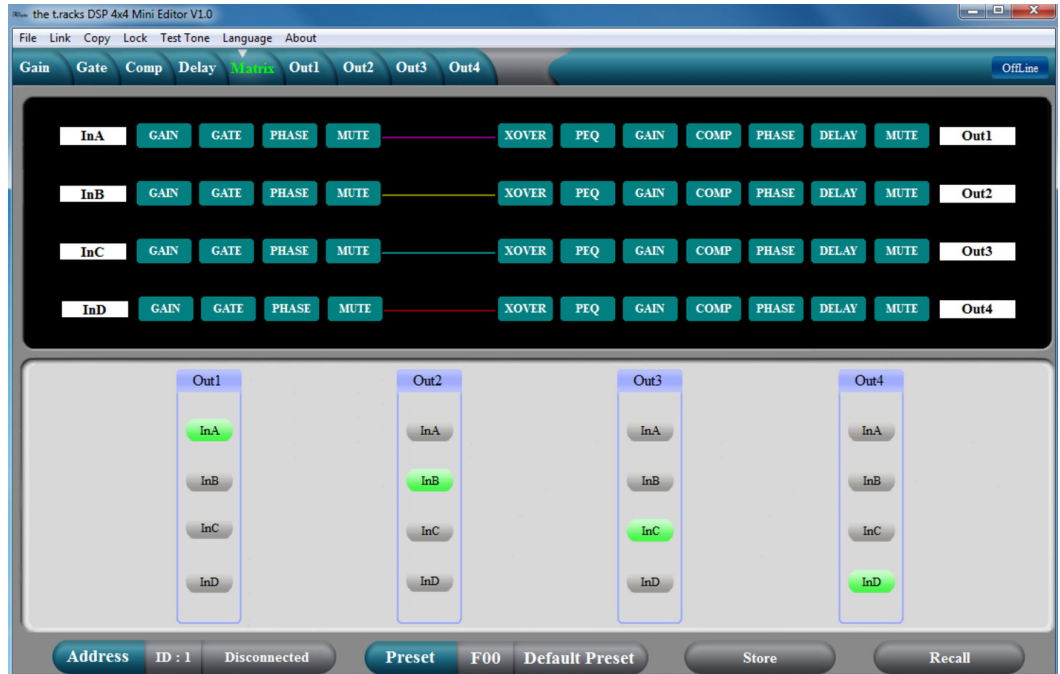 the t.racks DSP 4x4 Mini Editor V1.0
File Link Copy Lock Test Tone Language About
Gain Gate Comp Delay Matrix Out1 Out2 Out3 Out4 OffLine
InA GAIN GATE PHASE MUTE XOVER PEQ GAIN COMP PHASE DELAY MUTE Out1
InB GAIN GATE PHASE MUTE XOVER PEQ GAIN COMP PHASE DELAY MUTE Out2
InC GAIN GATE PHASE MUTE XOVER PEQ GAIN COMP PHASE DELAY MUTE Out3
InD GAIN GATE PHASE MUTE XOVER PEQ GAIN COMP PHASE DELAY MUTE Out4
Out1 Out2 Out3 Out4
InA InA InA InA
InB InB InB InB
InC InC InC InC
InD InD InD InD
Address ID : 1 Disconnected Preset F00 Default Preset Store Recall